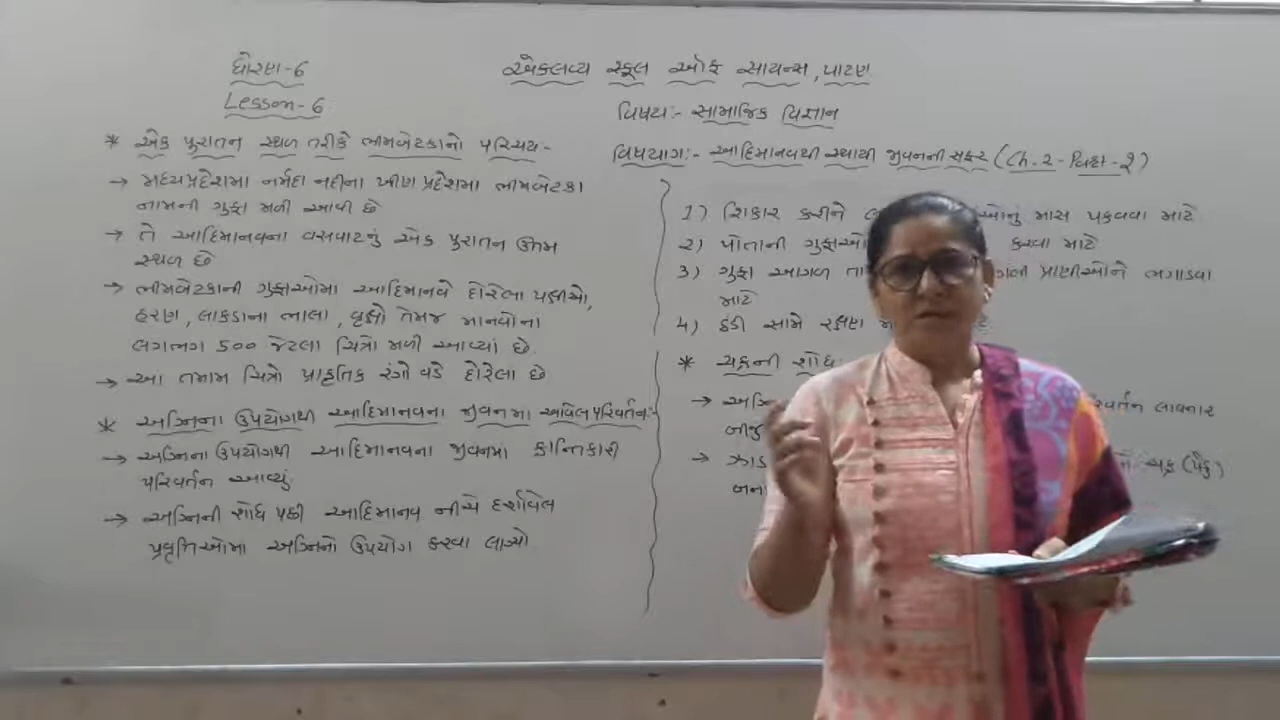 ધોરણ-6
Lesson-6
એકલવ્ય સ્કૂલ ઓફ સાયન્સ, પાટણ
વિષય:- સામાજિક વિજ્ઞાન
વિષયાંગ:- આદિમાનવથી સ્થાયી જીવનની સફર (Ch.2-વિભાગ-2)
* એક પુરાતન સ્થળ તરીકે ભીમબેટકાનો પરિચય-
→ મધ્યપ્રદેશમાં નર્મદા નદીના ખીણ પ્રદેશમાં ભીમબેટકા
નામની ગુફા મળી આવી છે
→ તે આદિમાનવના વસવાટનું એક પુરાતન ઉત્તમ
સ્થળ છે
→ ભીમબેટકાની ગુફાઓમાં આદિમાનવે દોરેલા પક્ષીઓ,
હરણ, લાકડાના ભાલા, વૃક્ષો તેમજ માનવોના
લગભગ 500 જેટલા ચિત્રો મળી આવ્યાં છે.
→ આ તમામ ચિત્રો પ્રાકૃતિક રંગો વડે દોરેલા છે
* અગ્નિના ઉપયોગથી આદિમાનવના જીવનમાં આવેલ પરિવર્તન:-
→ અગ્નિના ઉપયોગથી આદિમાનવના જીવનમાં ક્રાન્તિકારી
પરિવર્તન આવ્યું.
→ અગ્નિની શોધ પછી આદિમાનવ નીચે દર્શાવેલ
પ્રવૃત્તિઓમાં અગ્નિનો ઉપયોગ કરવા લાગ્યો
1) શિકાર કરીને માંસ પકવવા માટે
2) પોતાની કરવા માટે
3) ગુફા આગળ પ્રાણીઓને ભગાડવા
માટે
4) ઠંડી સામે રક્ષણ
* ચક્રની શોધ
→ લાવનાર
બીજુ
→ ઝાડ ચક્ર (પૈડું)